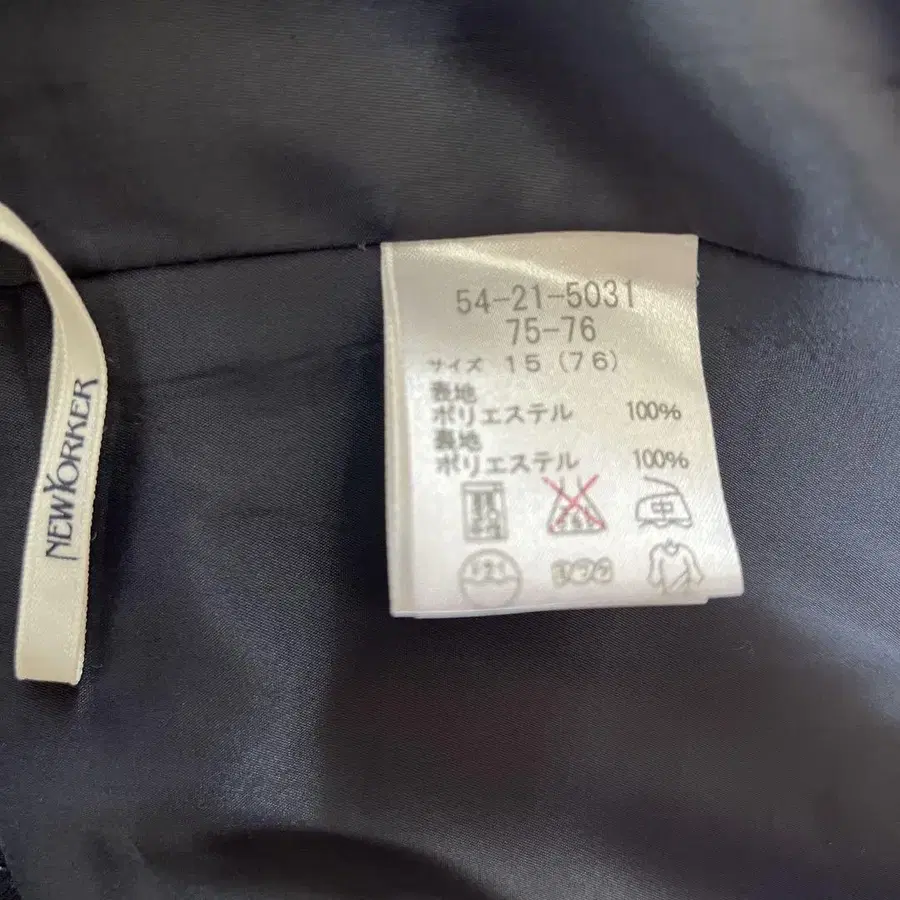 NEWYORKER
54-21-5031
75-76
サイズ 15(76)
表地
ポリエステル 100%
裏地
ポリエステル 100%
中